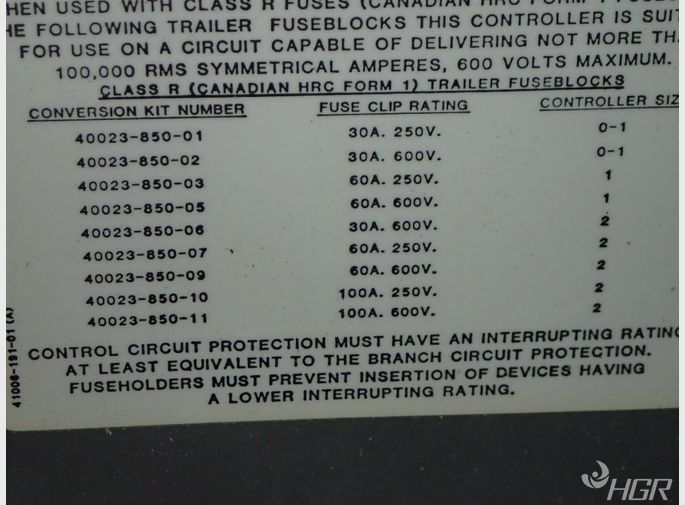 HEN USED WITH CLASS R FUSES (CANADIAN HRC FORM
HE FOLLOWING TRAILER FUSEBLOCKS THIS CONTROLLER IS SUIT
FOR USE ON A CIRCUIT CAPABLE OF DELIVERING NOT MORE TH
100,000 RMS SYMMETRICAL AMPERES, 600 VOLTS MAXIMUM.
CLASS R (CANADIAN HRC FORM 1) TRAILER FUSEBLOCKS
CONVERSION KIT NUMBER FUSE CLIP RATING CONTROLLER SIZ
40023-850-01 30A. 250V. 0-1
40023-850-02 30A. 600V. 0-1
40023-850-03 60A. 250V. 1
40023-850-05 60A. 600V. 1
40023-850-06 30A. 600V. 2
40023-850-07 60A. 250V. 2
40023-850-09 60A. 600V. 2
40023-850-10 100A. 250V. 2
40023-850-11 100A. 600V. 2
CONTROL CIRCUIT PROTECTION MUST HAVE AN INTERRUPTING RATING
AT LEAST EQUIVALENT TO THE BRANCH CIRCUIT PROTECTION.
FUSEHOLDERS MUST PREVENT INSERTION OF DEVICES HAVING
A LOWER INTERRUPTING RATING.
41006-191-01 (A)
HGR